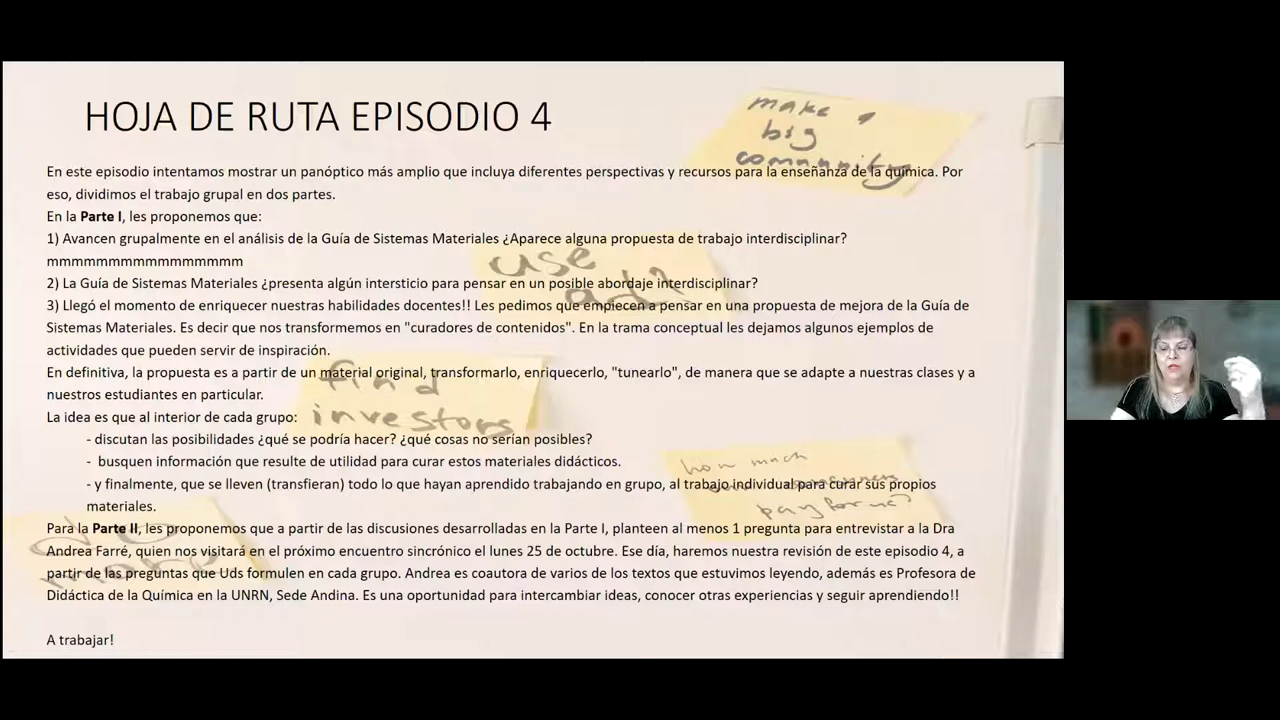 HOJA DE RUTA EPISODIO 4
make a
big
community
En este episodio intentamos mostrar un panóptico más amplio que incluya diferentes perspectivas y recursos para la enseñanza de la química. Por
eso, dividimos el trabajo grupal en dos partes.
En la Parte I, les proponemos que:
1) Avancen grupalmente en el análisis de la Guía de Sistemas Materiales ¿Aparece alguna propuesta de trabajo interdisciplinar?
mmmmmmmmmmmmmmmm
use
ad?
2) La Guía de Sistemas Materiales ¿presenta algún intersticio para pensar en un posible abordaje interdisciplinar?
3) Llegó el momento de enriquecer nuestras habilidades docentes!! Les pedimos que empiecen a pensar en una propuesta de mejora de la Guía de
Sistemas Materiales. Es decir que nos transformemos en "curadores de contenidos". En la trama conceptual les dejamos algunos ejemplos de
actividades que pueden servir de inspiración.
En definitiva, la propuesta es a partir de un material original, transformarlo, enriquecerlo, "tunearlo", de manera que se adapte a nuestras clases y a
nuestros estudiantes en particular.
find
investors
La idea es que al interior de cada grupo:
- discutan las posibilidades ¿qué se podría hacer? ¿qué cosas no serían posibles?
- busquen información que resulte de utilidad para curar estos materiales didácticos.
- y finalmente, que se lleven (transfieran) todo lo que hayan aprendido trabajando en grupo, al trabajo individual para curar sus propios
materiales.
how much
pay for us?
Para la Parte II, les proponemos que a partir de las discusiones desarrolladas en la Parte I, planteen al menos 1 pregunta para entrevistar a la Dra
Andrea Farré, quien nos visitará en el próximo encuentro sincrónico el lunes 25 de octubre. Ese día, haremos nuestra revisión de este episodio 4, a
partir de las preguntas que Uds formulen en cada grupo. Andrea es coautora de varios de los textos que estuvimos leyendo, además es Profesora de
Didáctica de la Química en la UNRN, Sede Andina. Es una oportunidad para intercambiar ideas, conocer otras experiencias y seguir aprendiendo!!
do
more
A trabajar!